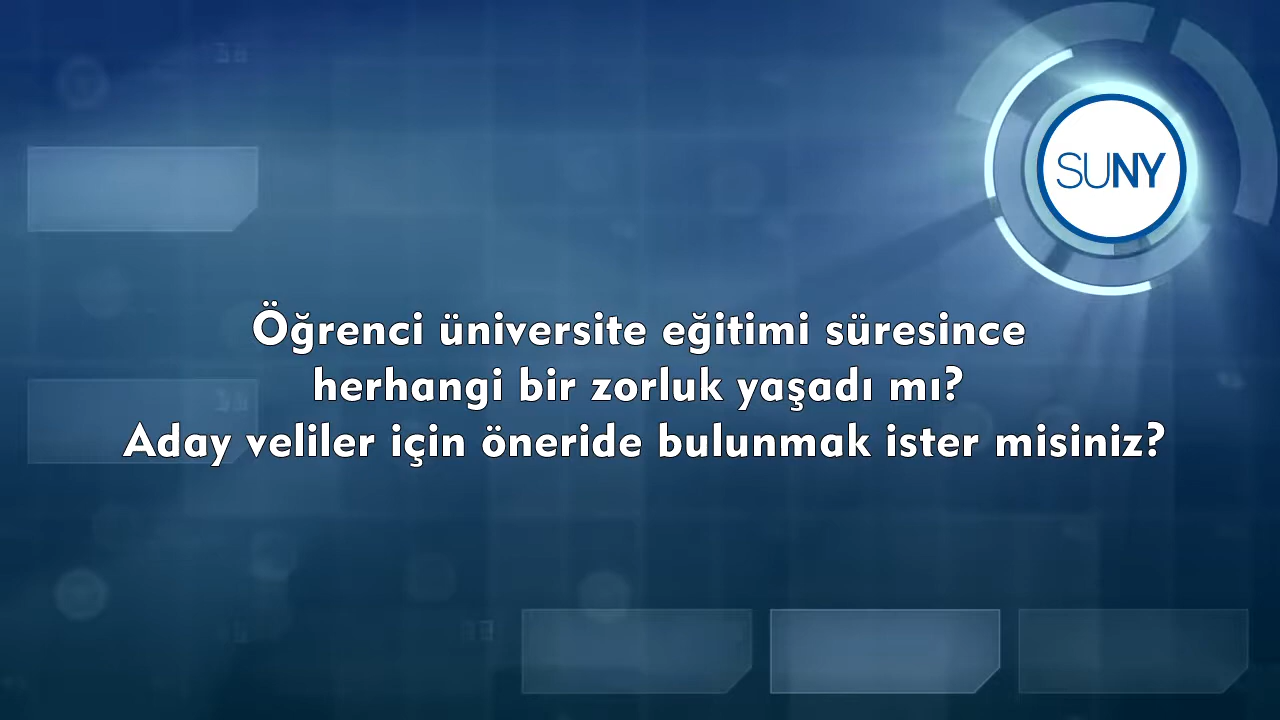 SUNY
Öğrenci üniversite eğitimi süresince
herhangi bir zorluk yaşadı mı?
Aday veliler için öneride bulunmak ister misiniz?